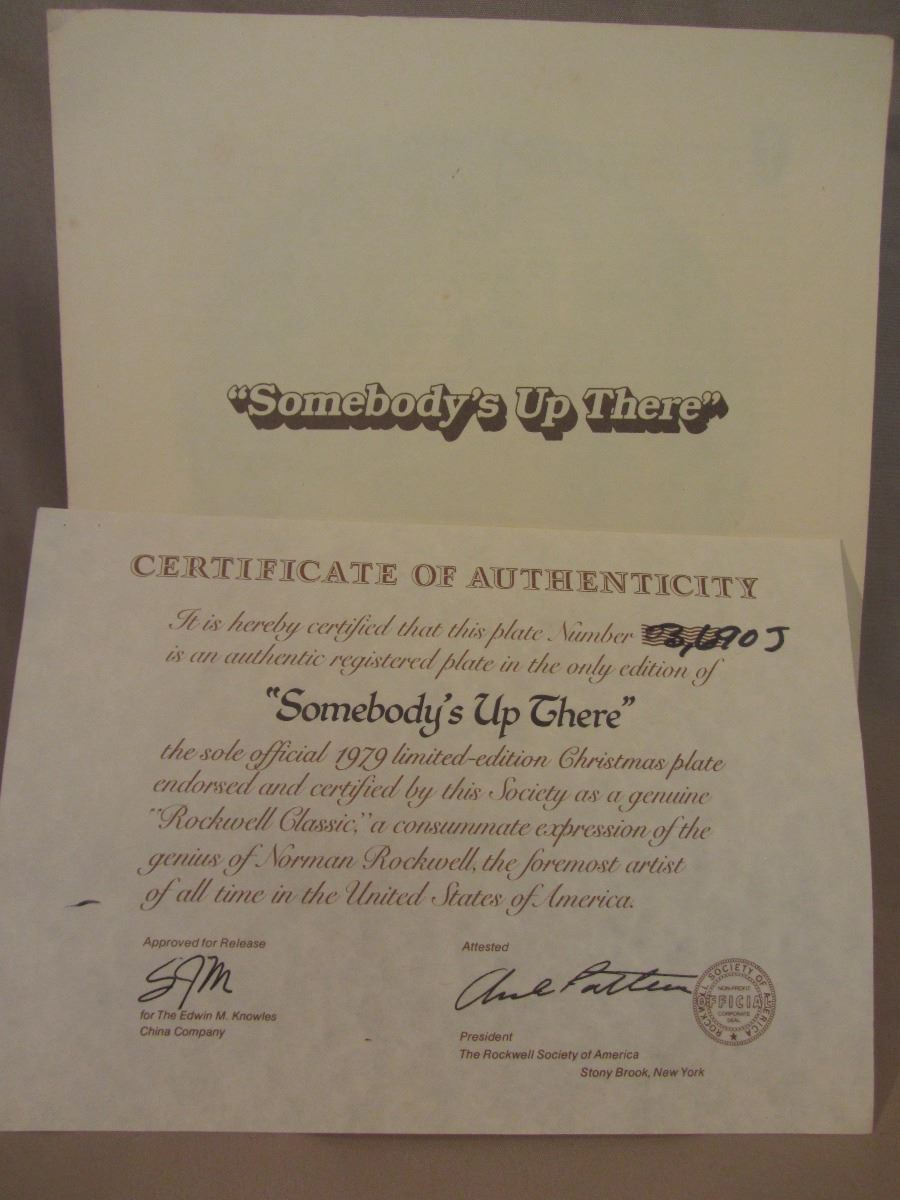 “Somebody’s Up There”
CERTIFICATE OF AUTHENTICITY
It is hereby certified that this plate Number
is an authentic registered plate in the only edition of
“Somebody’s Up There”
the sole official 1979 limited-edition Christmas plate
endorsed and certified by this Society as a genuine
“Rockwell Classic,” a consummate expression of the
genius of Norman Rockwell, the foremost artist
of all time in the United States of America.
Approved for Release
for The Edwin M. Knowles
China Company
Attested
President
The Rockwell Society of America
Stony Brook, New York
ROCKWELL SOCIETY OF AMERICA
NON-PROFIT
OFFICIAL
CORPORATE
SEAL